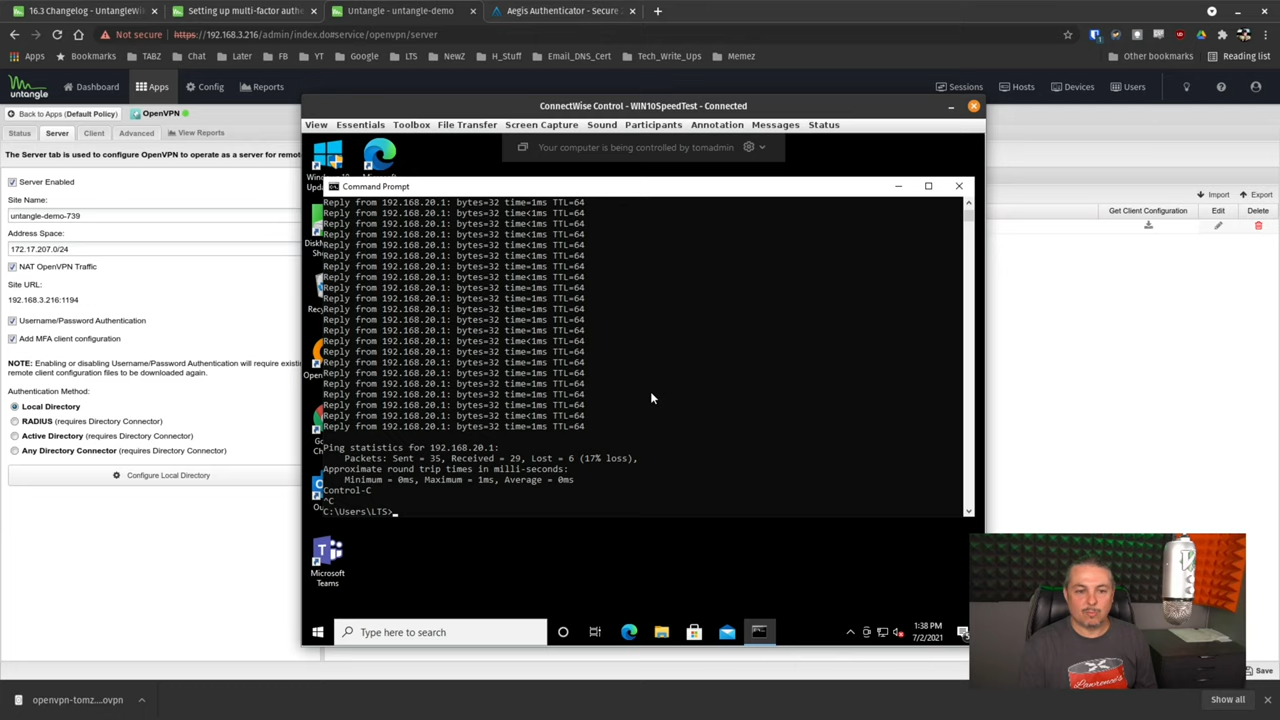 16.3 Changelog - UntangleWi
Setting up multi-factor authe
Untangle - untangle-demo
Aegis Authenticator - Secure
Not secure
https://192.168.3.216/admin/index.do#service/openvpn/server
Apps
Bookmarks
TABZ
Chat
Later
FB
YT
Google
LTS
NewZ
H_Stuff
Email_DNS_Cert
Tech_Write_Ups
Memez
Other bookmarks
Reading list
untangle
Dashboard
Apps
Config
Reports
Sessions
Hosts
Devices
Users
Back to Apps (Default Policy)
OpenVPN
Status
Server
Client
Advanced
View Reports
The Server tab is used to configure OpenVPN to operate as a server for remot
Server Enabled
Site Name:
untangle-demo-739
Address Space:
172.17.207.0/24
NAT OpenVPN Traffic
Site URL:
192.168.3.216:1194
Username/Password Authentication
Add MFA client configuration
NOTE: Enabling or disabling Username/Password Authentication will require existin
remote client configuration files to be downloaded again.
Authentication Method:
Local Directory
RADIUS (requires Directory Connector)
Active Directory (requires Directory Connector)
Any Directory Connector (requires Directory Connector)
Configure Local Directory
ConnectWise Control - WIN10SpeedTest - Connected
View
Essentials
Toolbox
File Transfer
Screen Capture
Sound
Participants
Annotation
Messages
Status
Your computer is being controlled by tomadmin
Command Prompt
Reply from 192.168.20.1: bytes=32 time=1ms TTL=64
Reply from 192.168.20.1: bytes=32 time<1ms TTL=64
Reply from 192.168.20.1: bytes=32 time<1ms TTL=64
Reply from 192.168.20.1: bytes=32 time<1ms TTL=64
Reply from 192.168.20.1: bytes=32 time<1ms TTL=64
Reply from 192.168.20.1: bytes=32 time=1ms TTL=64
Reply from 192.168.20.1: bytes=32 time=1ms TTL=64
Reply from 192.168.20.1: bytes=32 time<1ms TTL=64
Reply from 192.168.20.1: bytes=32 time=1ms TTL=64
Reply from 192.168.20.1: bytes=32 time=1ms TTL=64
Reply from 192.168.20.1: bytes=32 time<1ms TTL=64
Reply from 192.168.20.1: bytes=32 time=1ms TTL=64
Reply from 192.168.20.1: bytes=32 time=1ms TTL=64
Reply from 192.168.20.1: bytes=32 time<1ms TTL=64
Reply from 192.168.20.1: bytes=32 time=1ms TTL=64
Reply from 192.168.20.1: bytes=32 time=1ms TTL=64
Reply from 192.168.20.1: bytes=32 time=1ms TTL=64
Reply from 192.168.20.1: bytes=32 time=1ms TTL=64
Reply from 192.168.20.1: bytes=32 time=1ms TTL=64
Reply from 192.168.20.1: bytes=32 time=1ms TTL=64
Reply from 192.168.20.1: bytes=32 time<1ms TTL=64
Reply from 192.168.20.1: bytes=32 time=1ms TTL=64
Ping statistics for 192.168.20.1:
Packets: Sent = 35, Received = 29, Lost = 6 (17% loss),
Approximate round trip times in milli-seconds:
Minimum = 0ms, Maximum = 1ms, Average = 0ms
Control-C
^C
C:\Users\LTS>
Microsoft
Teams
Type here to search
1:38 PM
7/2/2021
Import
Export
Get Client Configuration
Edit
Delete
Save
Lawrence's
openvpn-tomz....ovpn
Show all